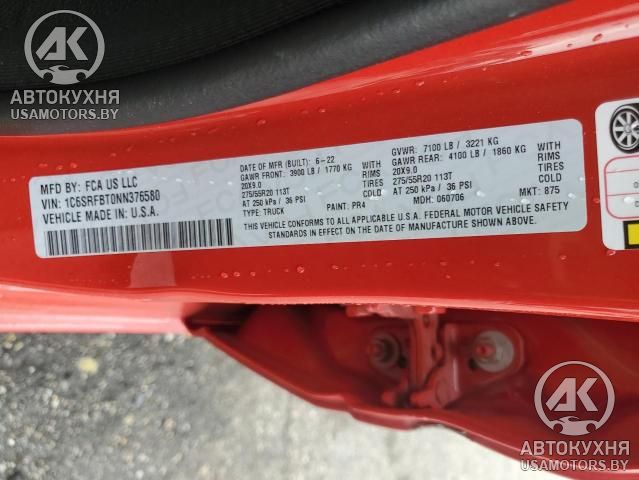 AK
АВТОКУХНЯ
USAMOTORS.BY
MFD BY: FCA US LLC
VIN: 1C6SRFBT0NN376580
VEHICLE MADE IN U.S.A.
DATE OF MFR (BUILT): 6-22
GAWR FRONT: 3900 LB / 1770 KG WITH
20X9.0 RIMS
275/55R20 113T TIRES
AT 250 kPa / 36 PSI COLD
TYPE: TRUCK PAINT: PR4
GVWR: 7100 LB / 3221 KG
GAWR REAR: 4100 LB / 1860 KG WITH
20X9.0 RIMS
275/55R20 113T TIRES
AT 250 kPa / 36 PSI COLD
MDH: 060706 MKT: 875
THIS VEHICLE CONFORMS TO ALL APPLICABLE U.S.A. FEDERAL MOTOR VEHICLE SAFETY
STANDARDS IN EFFECT ON THE DATE OF MANUFACTURE SHOWN ABOVE.
AK
АВТОКУХНЯ
USAMOTORS.BY